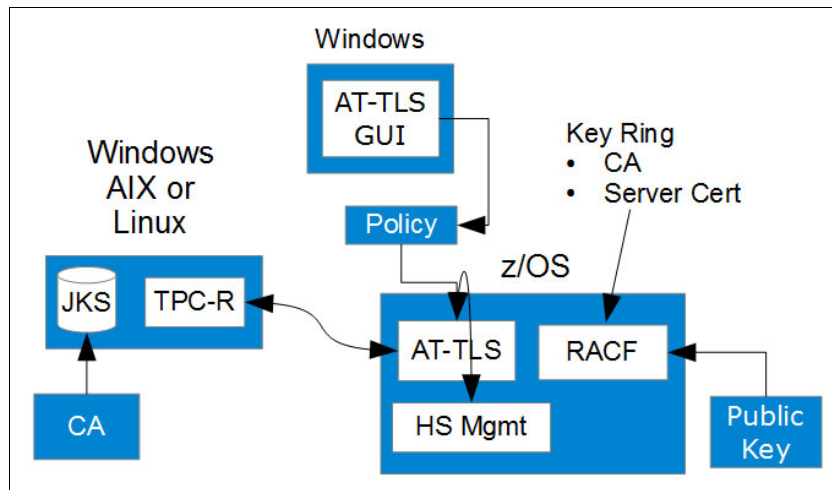 Windows
AT-TLS
GUI
Key Ring
• CA
• Server Cert
Windows
AIX or
Linux
Policy
z/OS
JKS
TPC-R
AT-TLS
RACF
HS Mgmt
CA
Public
Key